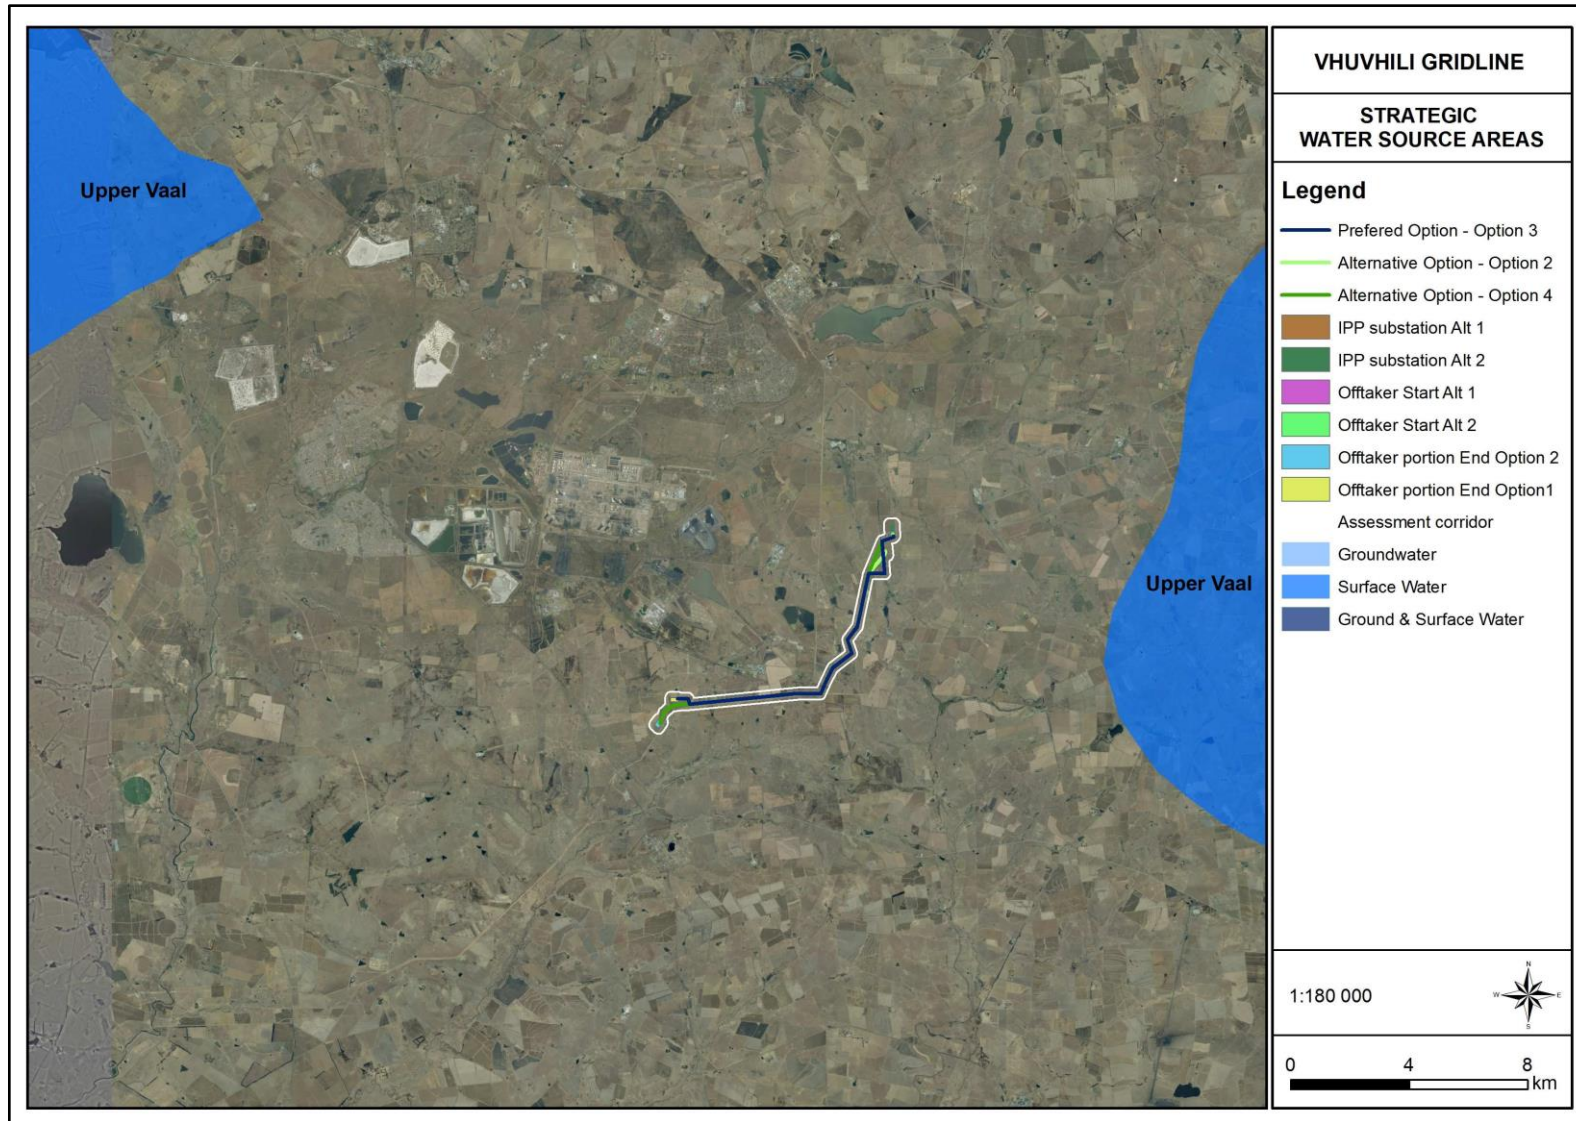 VHUVHILI GRIDLINE
STRATEGIC
WATER SOURCE AREAS
Legend
Prefered Option - Option 3
Alternative Option - Option 2
Alternative Option - Option 4
IPP substation Alt 1
IPP substation Alt 2
Offtaker Start Alt 1
Offtaker Start Alt 2
Offtaker portion End Option 2
Offtaker portion End Option1
Assessment corridor
Groundwater
Surface Water
Ground & Surface Water
Upper Vaal
Upper Vaal
1:180 000
N
W E
S
0 4 8
km